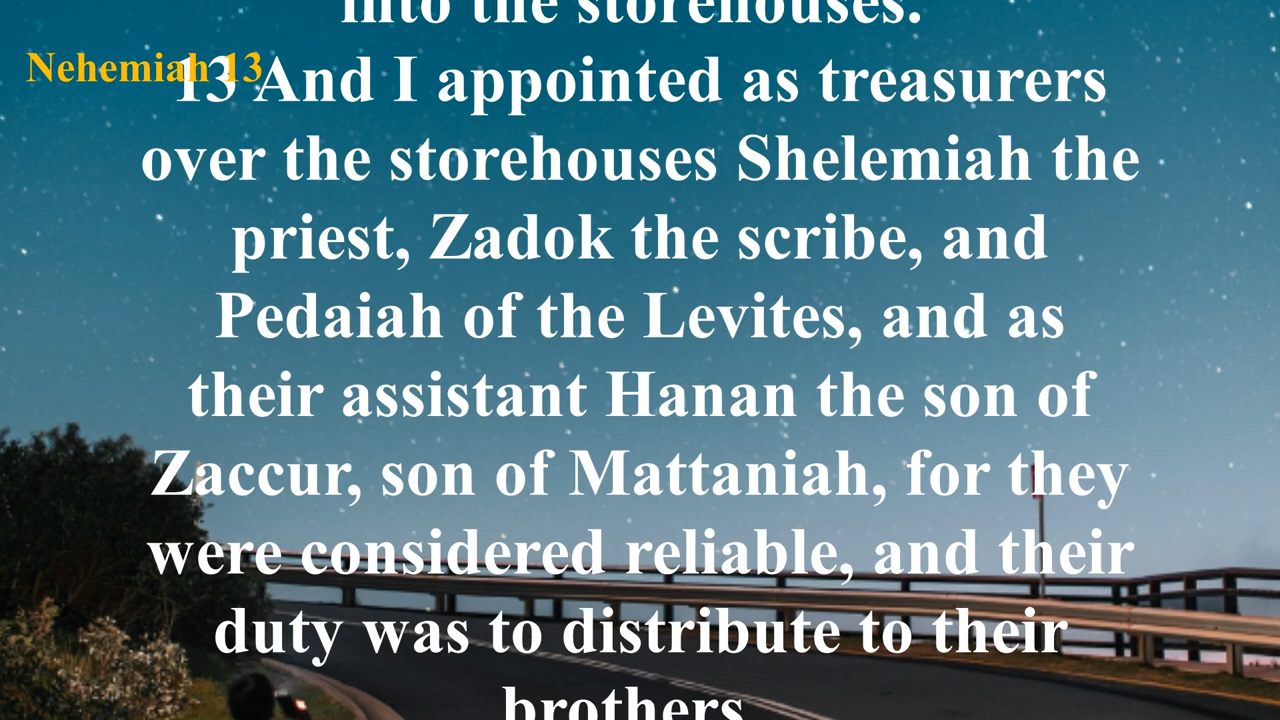 into the storehouses.
Nehemiah 13
13 And I appointed as treasurers
over the storehouses Shelemiah the
priest, Zadok the scribe, and
Pedaiah of the Levites, and as
their assistant Hanan the son of
Zaccur, son of Mattaniah, for they
were considered reliable, and their
duty was to distribute to their
brothers